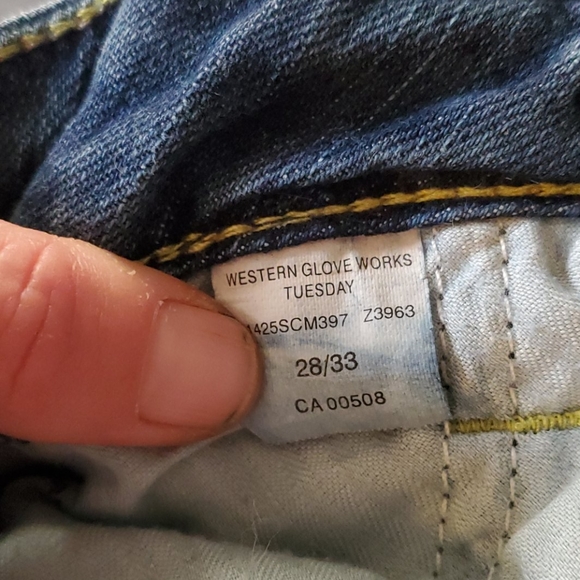 WESTERN GLOVE WORKS
TUESDAY
425SCM397 Z3963
28/33
CA 00508